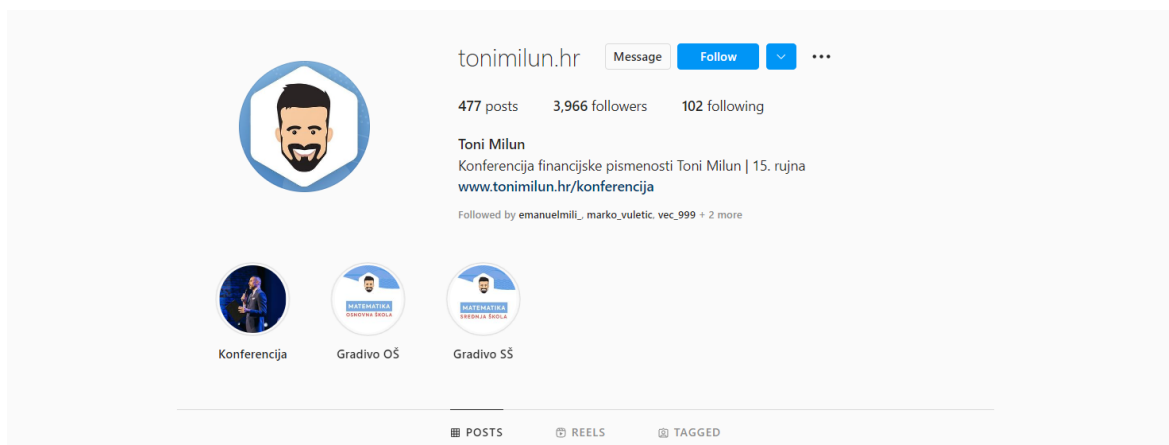 tonimilun.hr Message Follow
477 posts 3,966 followers 102 following
Toni Milun
Konferencija financijske pismenosti Toni Milun | 15. rujna
www.tonimilun.hr/konferencija
Followed by emanuelmili_, marko_vuletic, vec_999 + 2 more
MATEMATIKA
OSNOVNA ŠKOLA
MATEMATIKA
SREDNJA ŠKOLA
Konferencija Gradivo OŠ Gradivo SŠ
POSTS REELS TAGGED